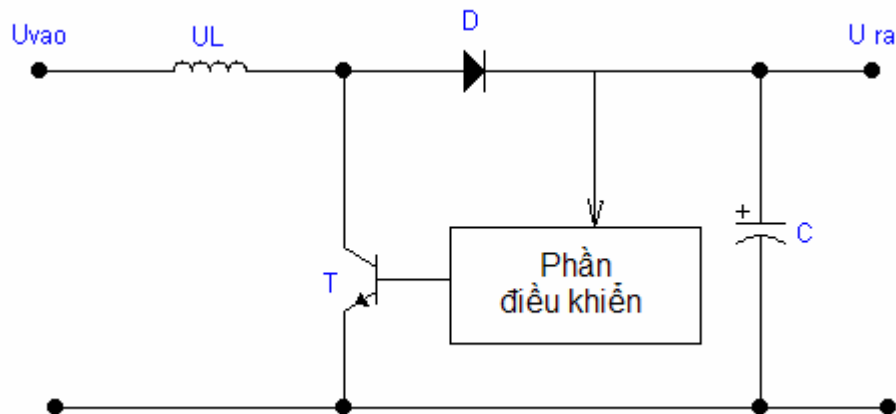 Uvao
UL
D
U ra
+
C
T
Phần
điều khiển